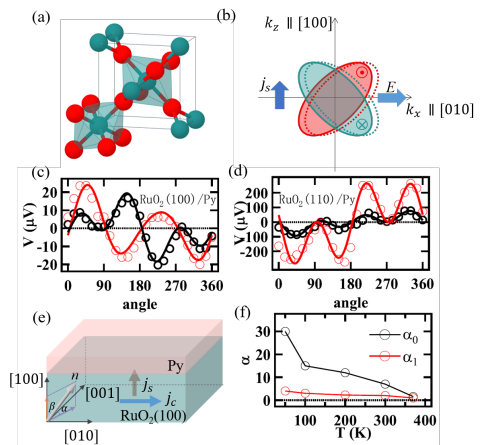 (a)
(b)
k_z ∥ [100]
j_s
E
k_x ∥ [010]
(c)
20
10
0
-10
-20
V (μV)
RuO2(100)/Py
0 90 180 270 360
angle
(d)
200
100
0
-100
-200
V (μV)
RuO2(110)/Py
0 90 180 270 360
angle
(e)
Py
[100]
n
[001]
j_s
j_c
β
α
RuO2(100)
[010]
(f)
30
20
10
0
α
α0
α1
100 200 300 400
T (K)